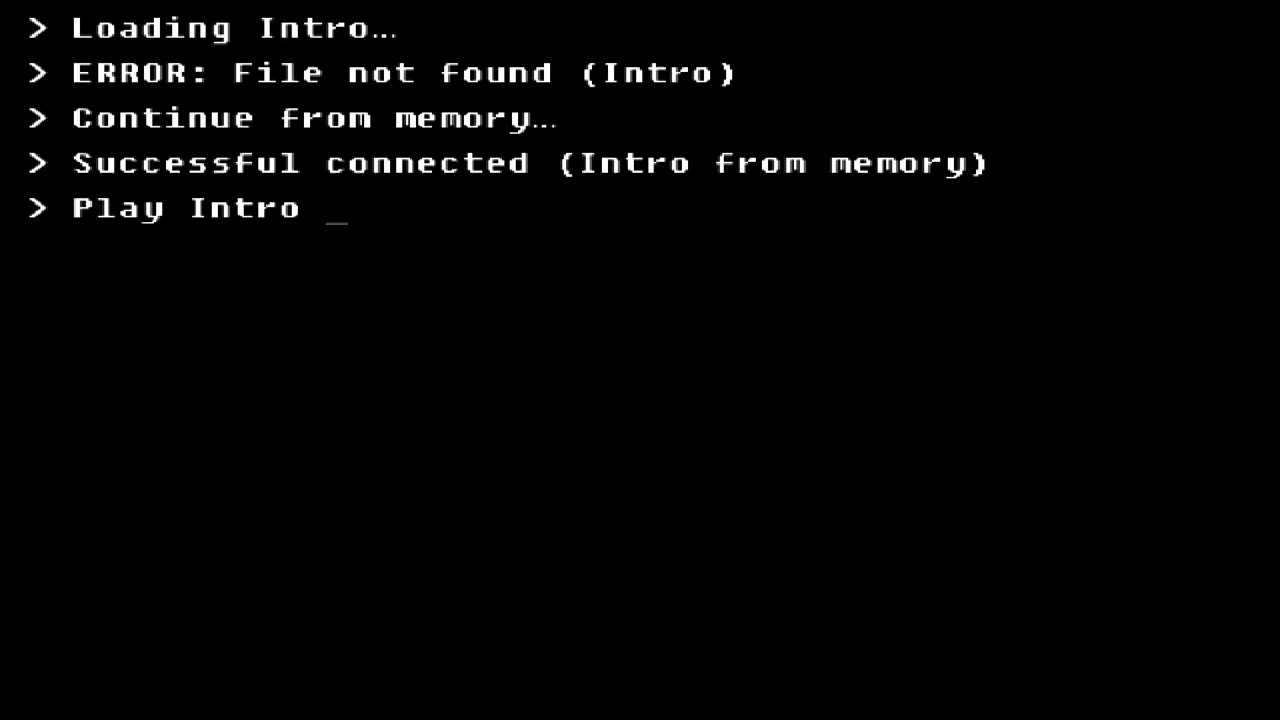 > Loading Intro...
> ERROR: File not found (Intro)
> Continue from memory...
> Successful connected (Intro from memory)
> Play Intro _